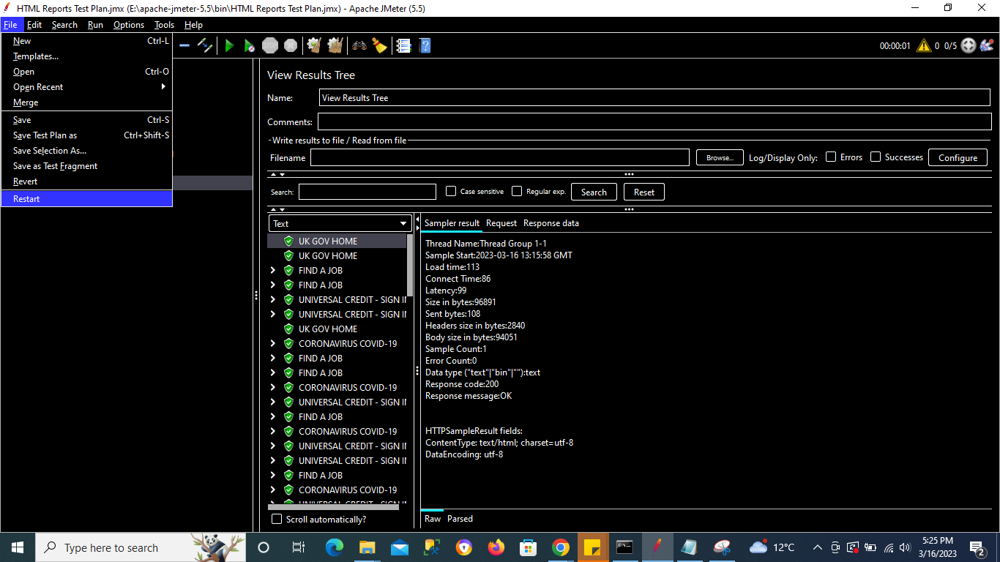 HTML Reports Test Plan.jmx (E:\apache-jmeter-5.5\bin\HTML Reports Test Plan.jmx) - Apache JMeter (5.5)
File Edit Search Run Options Tools Help
New Ctrl-L
Templates...
Open Ctrl-O
Open Recent
Merge
Save Ctrl-S
Save Test Plan as Ctrl+Shift-S
Save Selection As...
Save as Test Fragment
Revert
Restart
STOP
00:00:01 0 0/5
View Results Tree
Name: View Results Tree
Comments:
Write results to file / Read from file
Filename Browse... Log/Display Only: Errors Successes Configure
Search: Case sensitive Regular exp. Search Reset
Text
UK GOV HOME
UK GOV HOME
FIND A JOB
FIND A JOB
UNIVERSAL CREDIT - SIGN IN
UNIVERSAL CREDIT - SIGN IN
UK GOV HOME
CORONAVIRUS COVID-19
FIND A JOB
FIND A JOB
CORONAVIRUS COVID-19
UNIVERSAL CREDIT - SIGN IN
FIND A JOB
CORONAVIRUS COVID-19
UNIVERSAL CREDIT - SIGN IN
UNIVERSAL CREDIT - SIGN IN
FIND A JOB
CORONAVIRUS COVID-19
UNIVERSAL CREDIT - SIGN IN
Scroll automatically?
Sampler result Request Response data
Thread Name:Thread Group 1-1
Sample Start:2023-03-16 13:15:58 GMT
Load time:113
Connect Time:86
Latency:99
Size in bytes:96891
Sent bytes:108
Headers size in bytes:2840
Body size in bytes:94051
Sample Count:1
Error Count:0
Data type ("text"|"bin"|""):text
Response code:200
Response message:OK
HTTPSampleResult fields:
ContentType: text/html; charset=utf-8
DataEncoding: utf-8
Raw Parsed
Type here to search
12°C
5:25 PM
3/16/2023
2